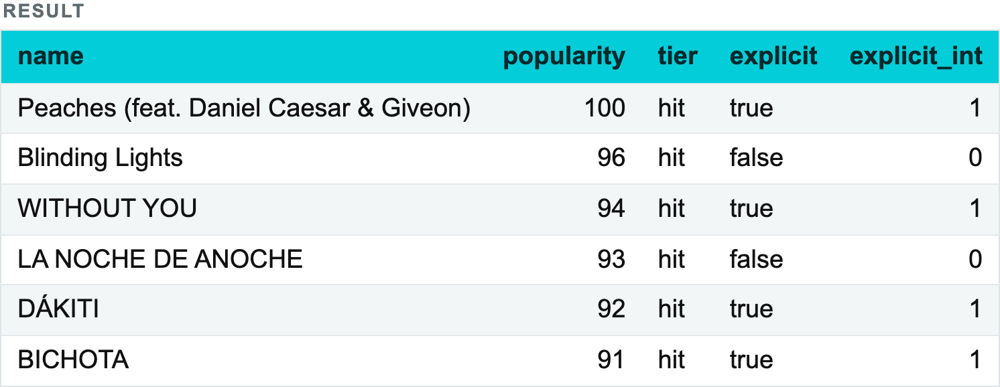 RESULT
name popularity tier explicit explicit_int
Peaches (feat. Daniel Caesar & Giveon) 100 hit true 1
Blinding Lights 96 hit false 0
WITHOUT YOU 94 hit true 1
LA NOCHE DE ANOCHE 93 hit false 0
DÁKITI 92 hit true 1
BICHOTA 91 hit true 1